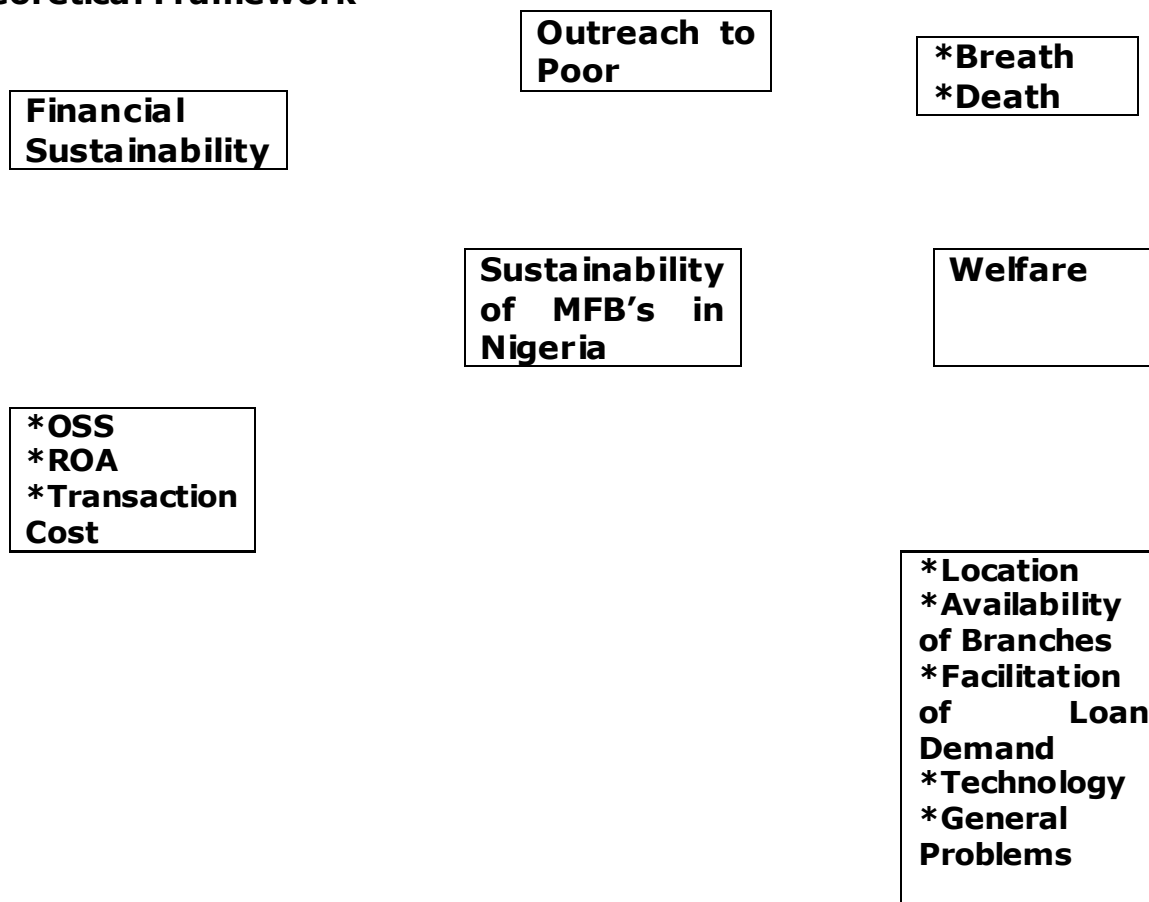 Framework
Outreach to
Poor
*Breath
*Death
Financial
Sustainability
Sustainability
of MFB’s in
Nigeria
Welfare
*OSS
*ROA
*Transaction
Cost
*Location
*Availability
of Branches
*Facilitation
of Loan
Demand
*Technology
*General
Problems